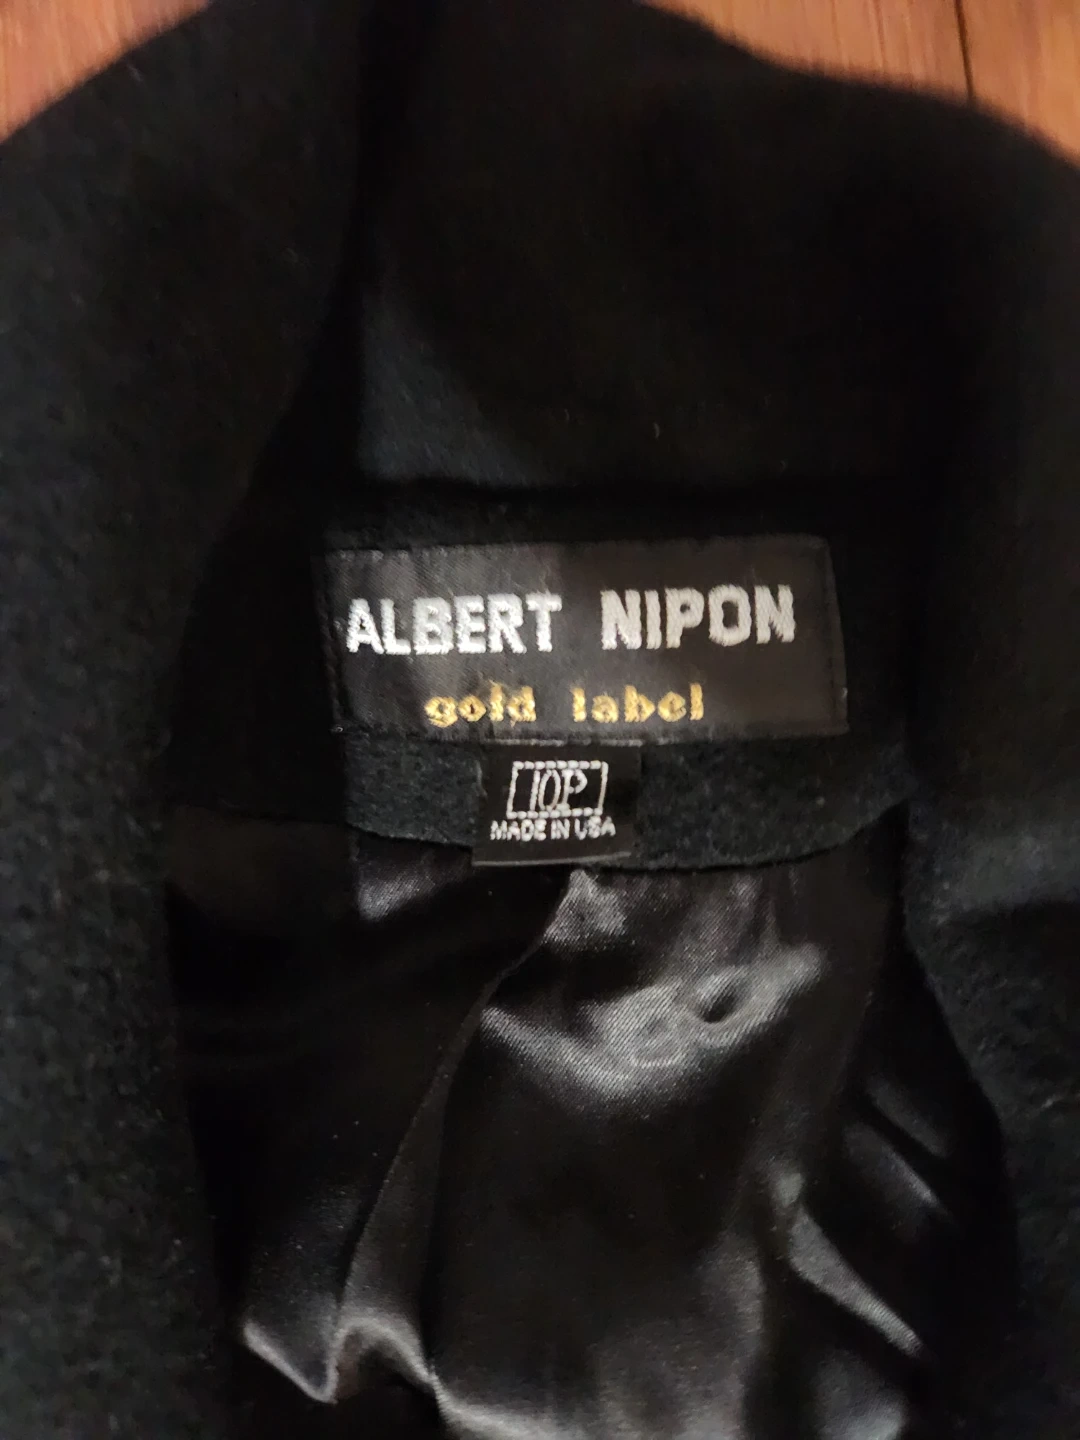 ALBERT NIPON
gold label
10P
MADE IN USA